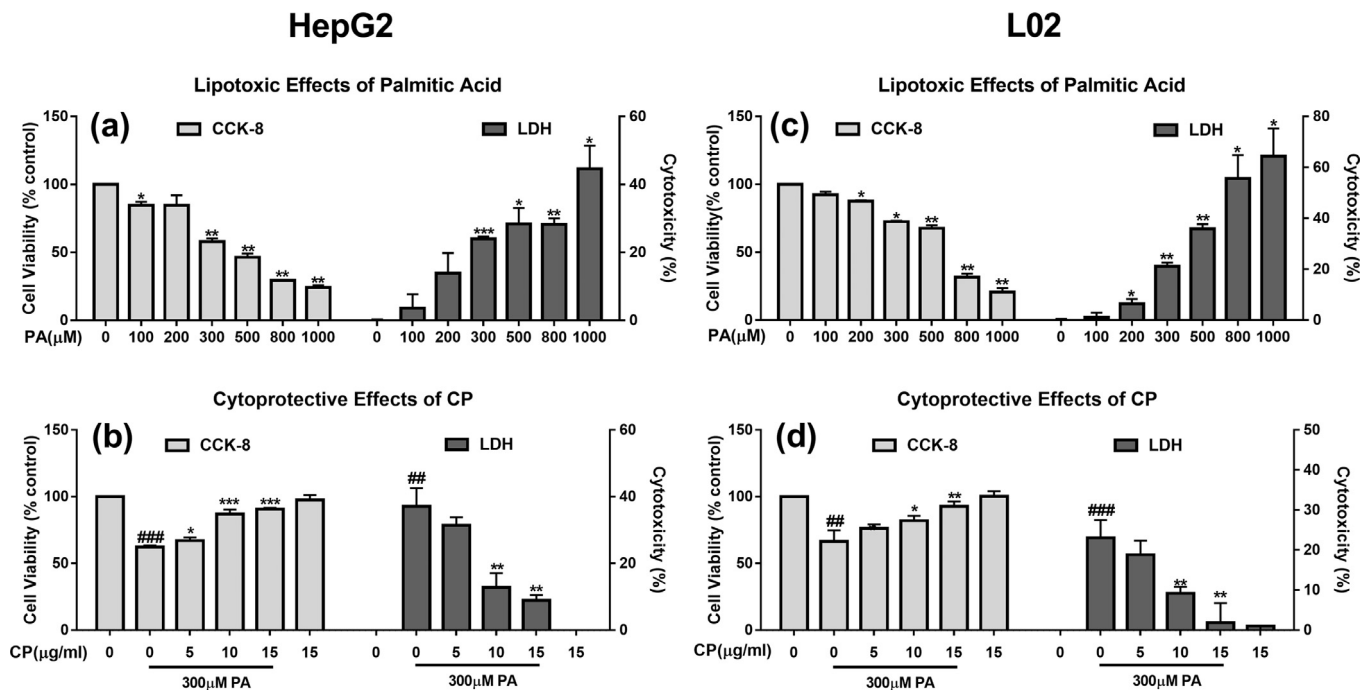 HepG2
L02
Lipotoxic Effects of Palmitic Acid
(a)
CCK-8
LDH
Cell Viability (% control)
150
100
50
0
60
40
20
0
Cytotoxicity (%)
* ** ** ** **
*** * ** *
PA(μM) 0 100 200 300 500 800 1000 0 100 200 300 500 800 1000
Lipotoxic Effects of Palmitic Acid
(c)
CCK-8
LDH
Cell Viability(% control)
150
100
50
0
80
60
40
20
0
Cytotoxicity (%)
* * ** ** **
* ** ** * *
PA(μM) 0 100 200 300 500 800 1000 0 100 200 300 500 800 1000
Cytoprotective Effects of CP
(b)
CCK-8
LDH
Cell Viability (% control)
150
100
50
0
60
40
20
0
Cytotoxicity (%)
### * *** ***
## ** **
CP(μg/ml) 0 0 5 10 15 15 0 0 5 10 15 15
300μM PA 300μM PA
Cytoprotective Effects of CP
(d)
CCK-8
LDH
Cell Viability (% control)
150
100
50
0
50
40
30
20
10
0
Cytotoxicity (%)
## * **
### ** **
CP(μg/ml) 0 0 5 10 15 15 0 0 5 10 15 15
300μM PA 300μM PA